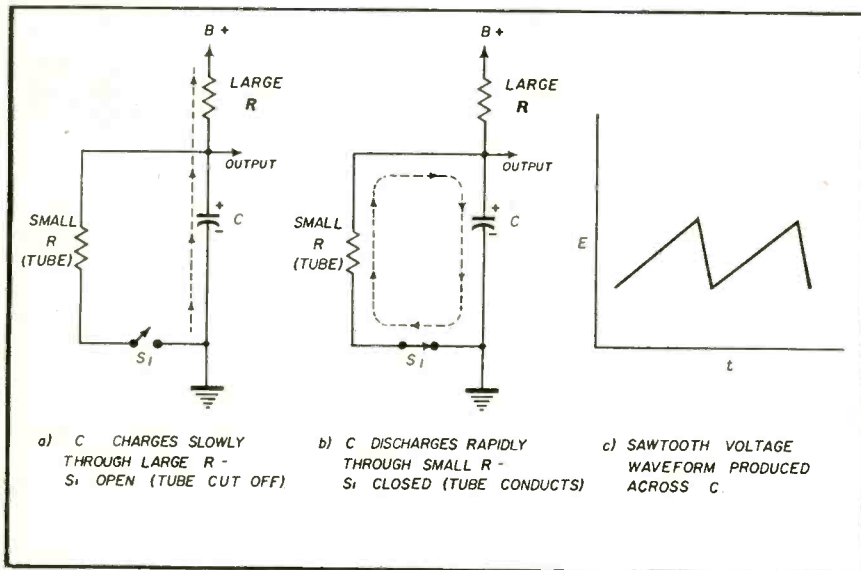 B +
LARGE
R
OUTPUT
SMALL
R
(TUBE)
+
C
–
S1
a) C CHARGES SLOWLY
THROUGH LARGE R -
S1 OPEN (TUBE CUT OFF)
B +
LARGE
R
OUTPUT
SMALL
R
(TUBE)
+
C
–
S1
b) C DISCHARGES RAPIDLY
THROUGH SMALL R -
S1 CLOSED (TUBE CONDUCTS)
E
t
c) SAWTOOTH VOLTAGE
WAVEFORM PRODUCED
ACROSS C.